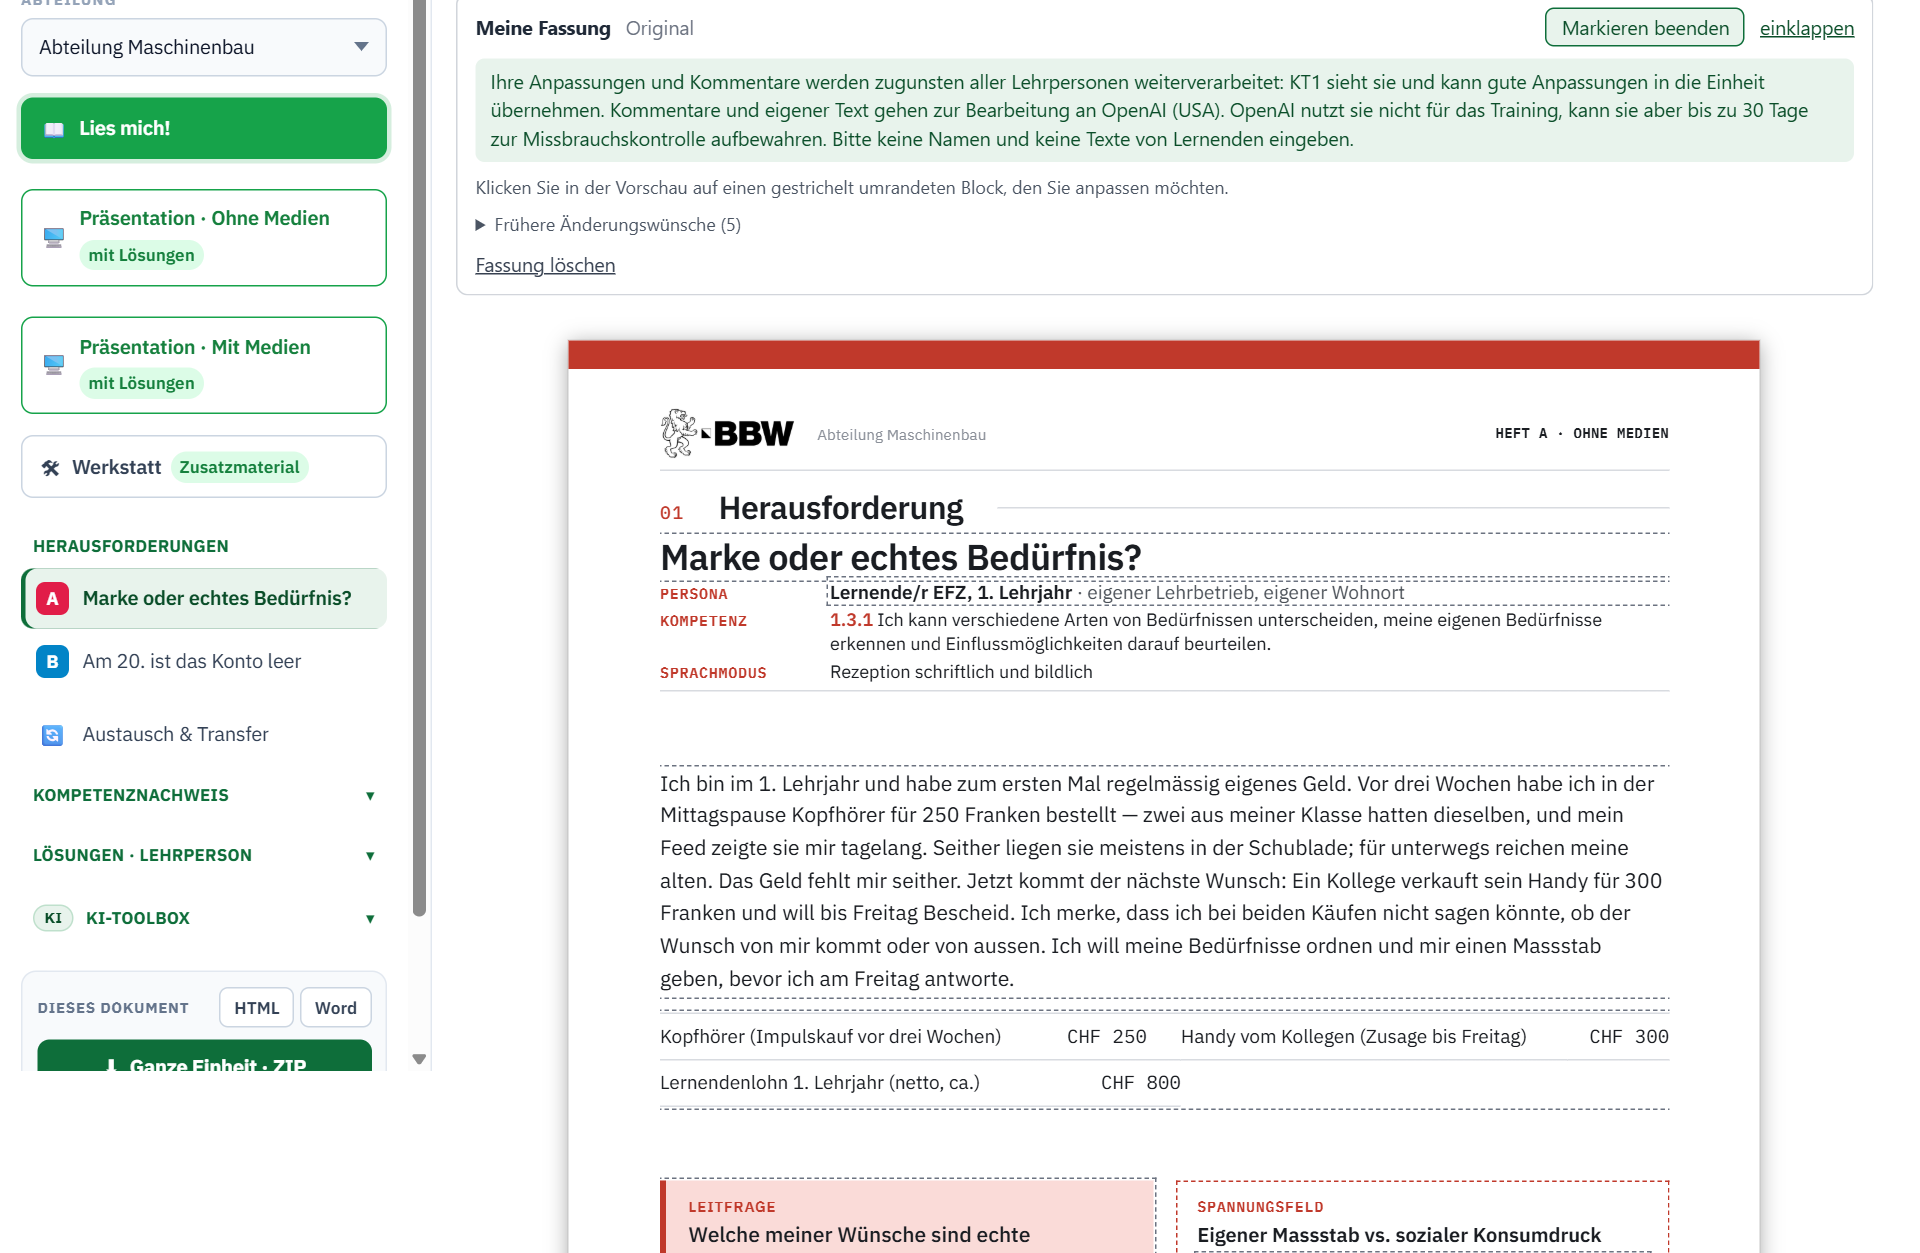 ABTEILUNG
Abteilung Maschinenbau
Lies mich!
Präsentation · Ohne Medien
mit Lösungen
Präsentation · Mit Medien
mit Lösungen
Werkstatt Zusatzmaterial
HERAUSFORDERUNGEN
A Marke oder echtes Bedürfnis?
B Am 20. ist das Konto leer
Austausch & Transfer
KOMPETENZNACHWEIS
LÖSUNGEN · LEHRPERSON
KI KI-TOOLBOX
DIESES DOKUMENT HTML Word
Ganze Einheit · ZIP
Meine Fassung Original Markieren beenden einklappen
Ihre Anpassungen und Kommentare werden zugunsten aller Lehrpersonen weiterverarbeitet: KT1 sieht sie und kann gute Anpassungen in die Einheit
übernehmen. Kommentare und eigener Text gehen zur Bearbeitung an OpenAI (USA). OpenAI nutzt sie nicht für das Training, kann sie aber bis zu 30 Tage
zur Missbrauchskontrolle aufbewahren. Bitte keine Namen und keine Texte von Lernenden eingeben.
Klicken Sie in der Vorschau auf einen gestrichelt umrandeten Block, den Sie anpassen möchten.
Frühere Änderungswünsche (5)
Fassung löschen
BBW Abteilung Maschinenbau HEFT A · OHNE MEDIEN
01 Herausforderung
Marke oder echtes Bedürfnis?
PERSONA Lernende/r EFZ, 1. Lehrjahr · eigener Lehrbetrieb, eigener Wohnort
KOMPETENZ 1.3.1 Ich kann verschiedene Arten von Bedürfnissen unterscheiden, meine eigenen Bedürfnisse
erkennen und Einflussmöglichkeiten darauf beurteilen.
SPRACHMODUS Rezeption schriftlich und bildlich
Ich bin im 1. Lehrjahr und habe zum ersten Mal regelmässig eigenes Geld. Vor drei Wochen habe ich in der
Mittagspause Kopfhörer für 250 Franken bestellt — zwei aus meiner Klasse hatten dieselben, und mein
Feed zeigte sie mir tagelang. Seither liegen sie meistens in der Schublade; für unterwegs reichen meine
alten. Das Geld fehlt mir seither. Jetzt kommt der nächste Wunsch: Ein Kollege verkauft sein Handy für 300
Franken und will bis Freitag Bescheid. Ich merke, dass ich bei beiden Käufen nicht sagen könnte, ob der
Wunsch von mir kommt oder von aussen. Ich will meine Bedürfnisse ordnen und mir einen Massstab
geben, bevor ich am Freitag antworte.
Kopfhörer (Impulskauf vor drei Wochen) CHF 250 Handy vom Kollegen (Zusage bis Freitag) CHF 300
Lernendenlohn 1. Lehrjahr (netto, ca.) CHF 800
LEITFRAGE
Welche meiner Wünsche sind echte
SPANNUNGSFELD
Eigener Massstab vs. sozialer Konsumdruck